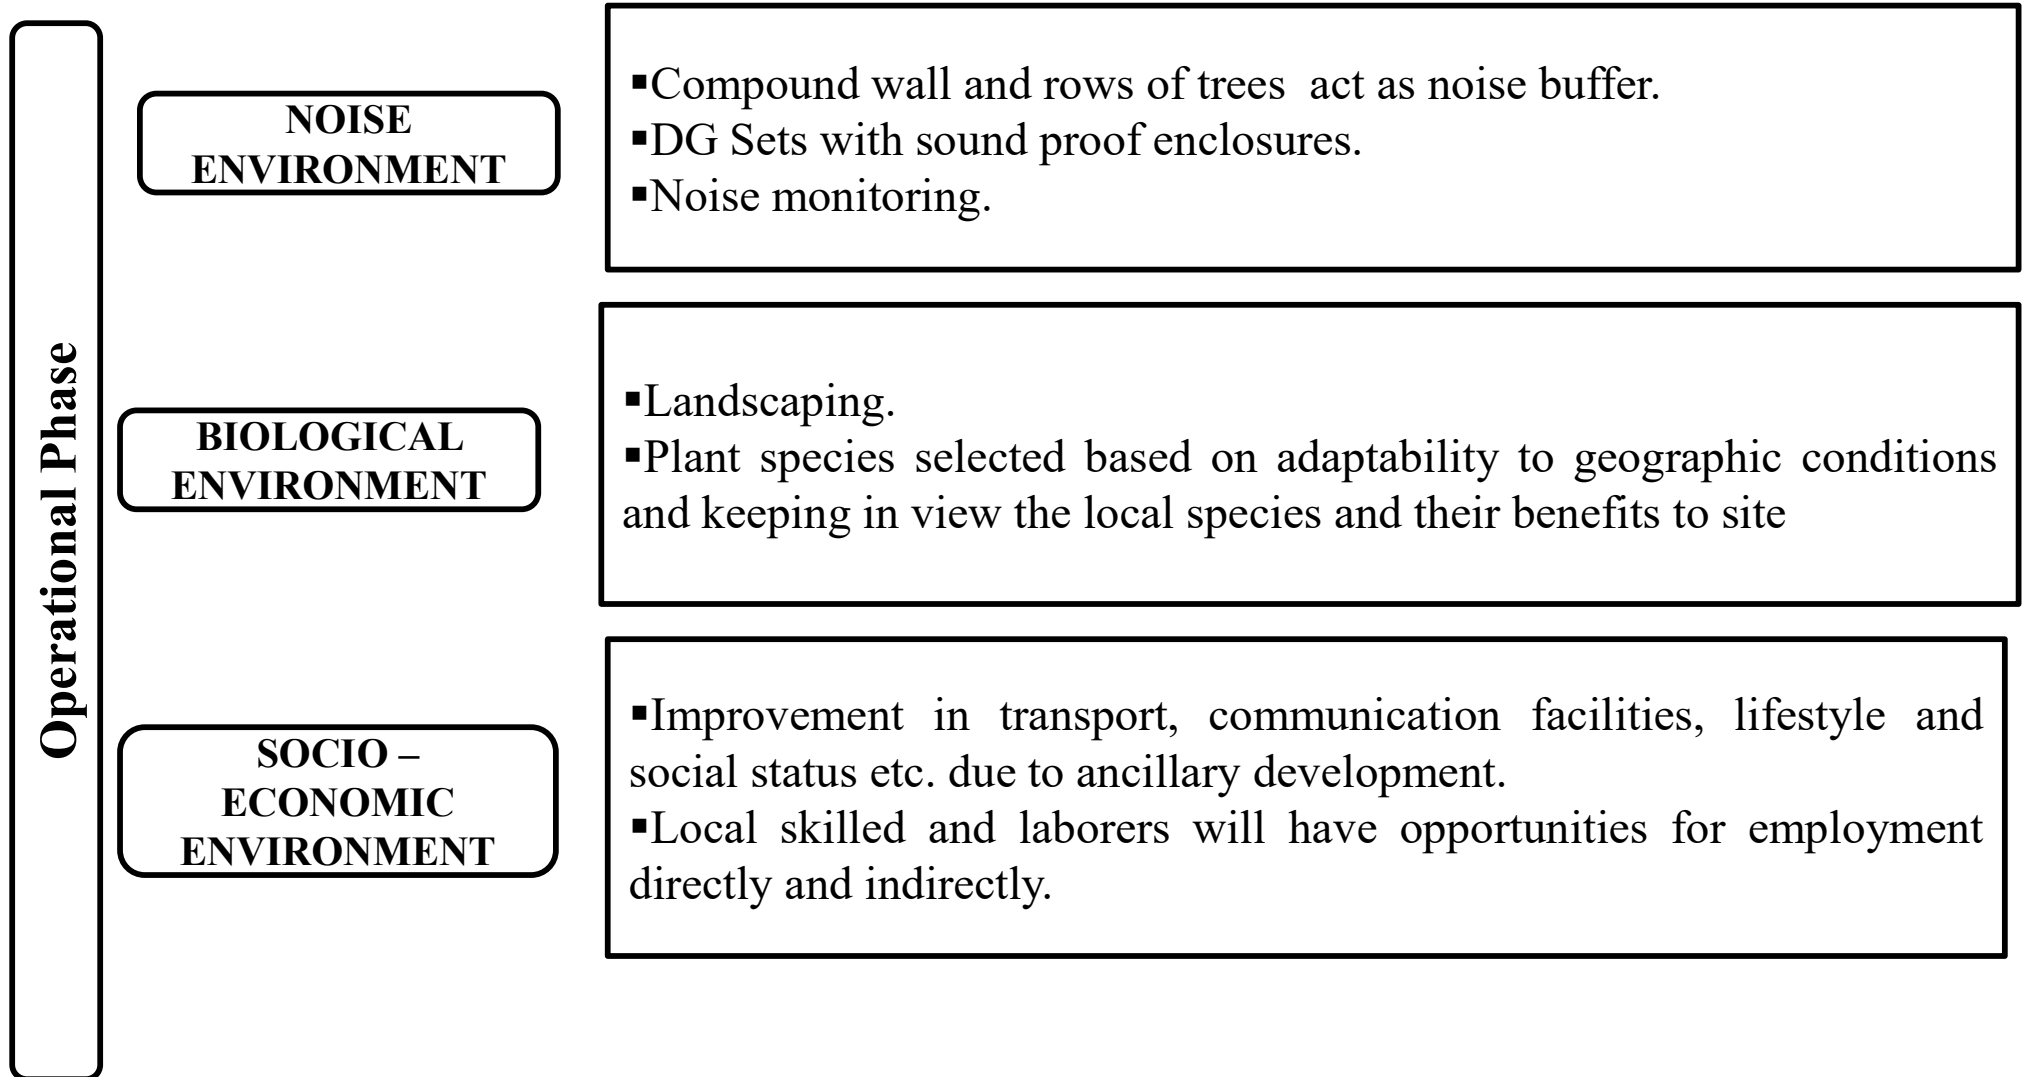 Operational Phase
NOISE
ENVIRONMENT
▪Compound wall and rows of trees  act as noise buffer.
▪DG Sets with sound proof enclosures.
▪Noise monitoring.
BIOLOGICAL
ENVIRONMENT
▪Landscaping.
▪Plant species selected based on adaptability to geographic conditions
and keeping in view the local species and their benefits to site
SOCIO –
ECONOMIC
ENVIRONMENT
▪Improvement in transport, communication facilities, lifestyle and
social status etc. due to ancillary development.
▪Local skilled and laborers will have opportunities for employment
directly and indirectly.